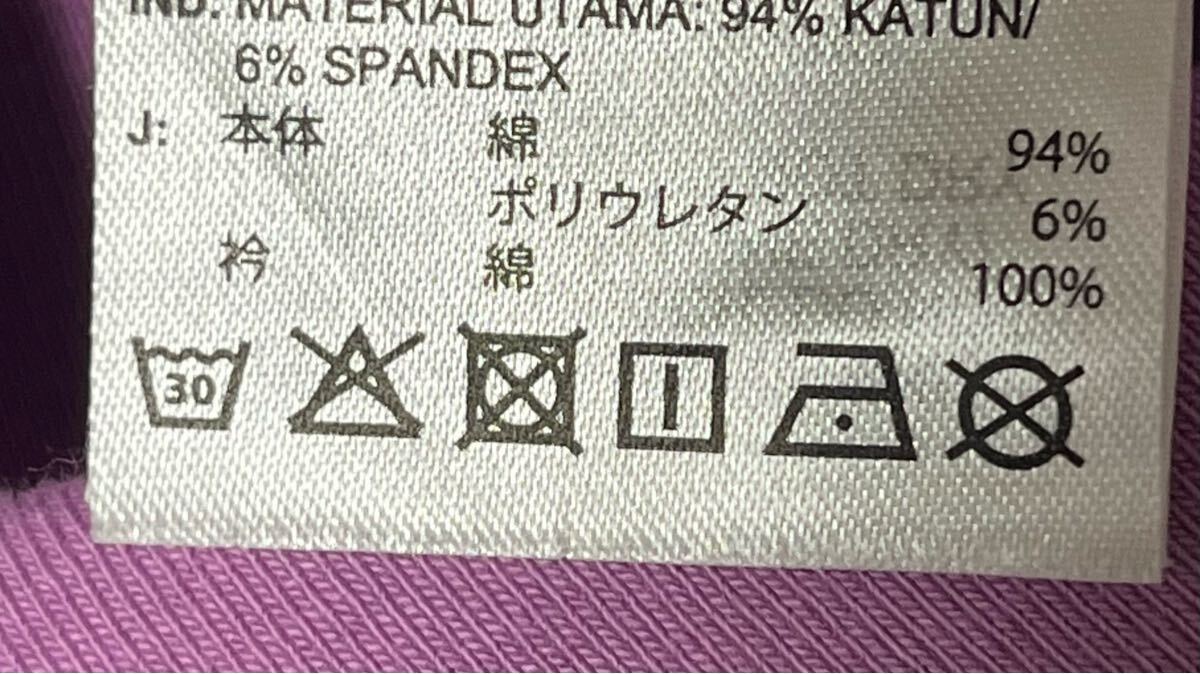 IND: MATERIAL UTAMA: 94% KATUN/
6% SPANDEX
J: 本体 綿 94%
ポリウレタン 6%
衿 綿 100%
30